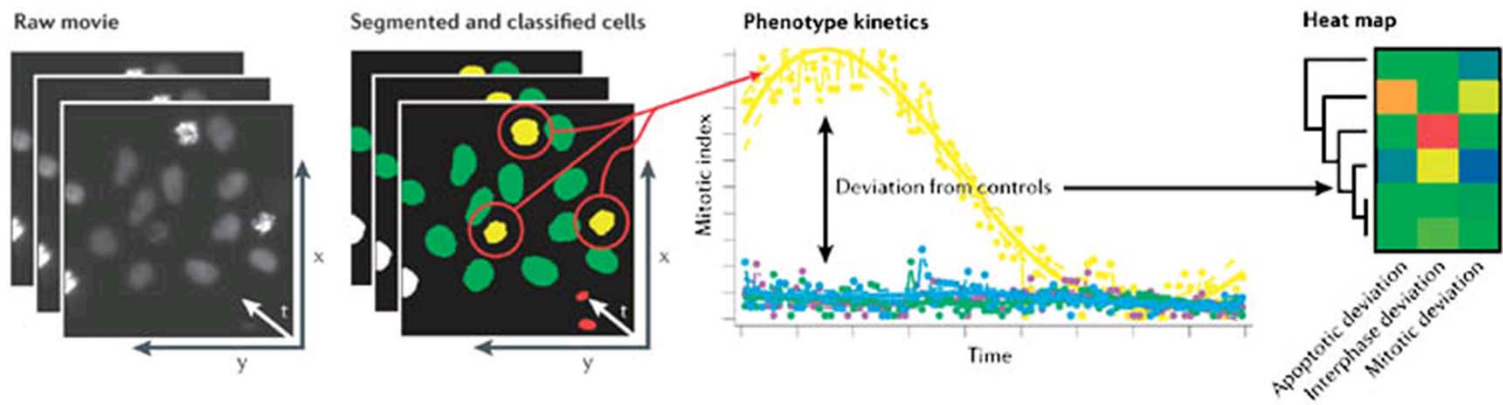 Raw movie
Segmented and classified cells
Phenotype kinetics
Heat map
x
t
y
x
t
y
Mitotic index
Deviation from controls
Time
Apoptotic deviation
Interphase deviation
Mitotic deviation